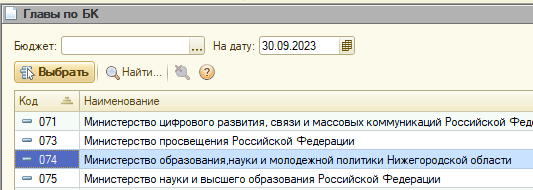 Главы по БК
Бюджет: ... На дату: 30.09.2023
Выбрать Найти... ?
Код Наименование
071 Министерство цифрового развития, связи и массовых коммуникаций Российской Фед
073 Министерство просвещения Российской Федерации
074 Министерство образования,науки и молодежной политики Нижегородской области
075 Министерство науки и высшего образования Российской Федерации